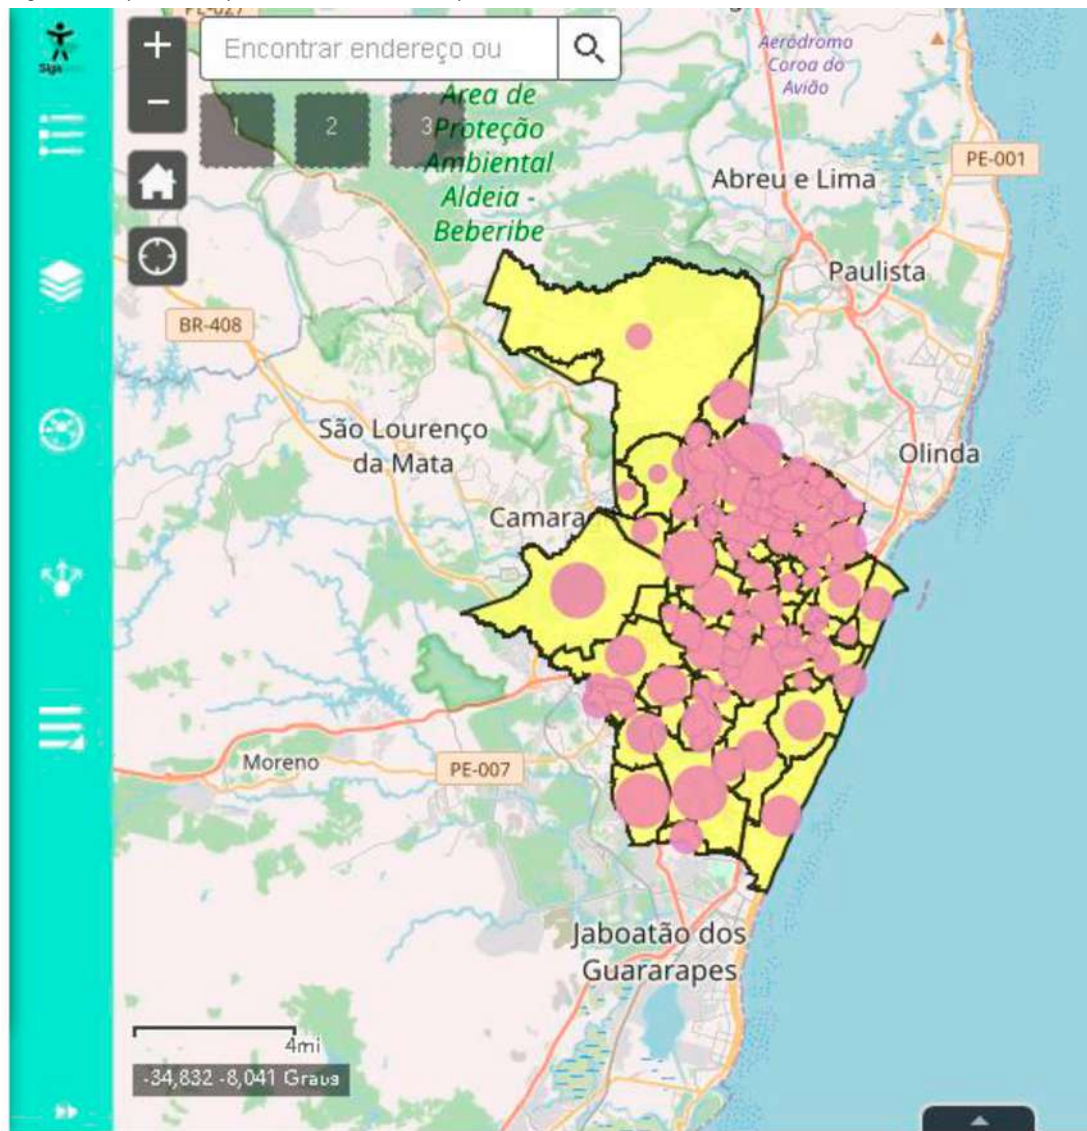 PE-027
Encontrar endereço ou
1
2
3
Área de
Proteção
Ambiental
Aldeia -
Beberibe
Aeródromo
Coroa do
Avião
PE-001
Abreu e Lima
Paulista
BR-408
São Lourenço
da Mata
Olinda
Camara
Moreno
PE-007
Jaboatão dos
Guararapes
4mi
-34,832 -8,041 Graus